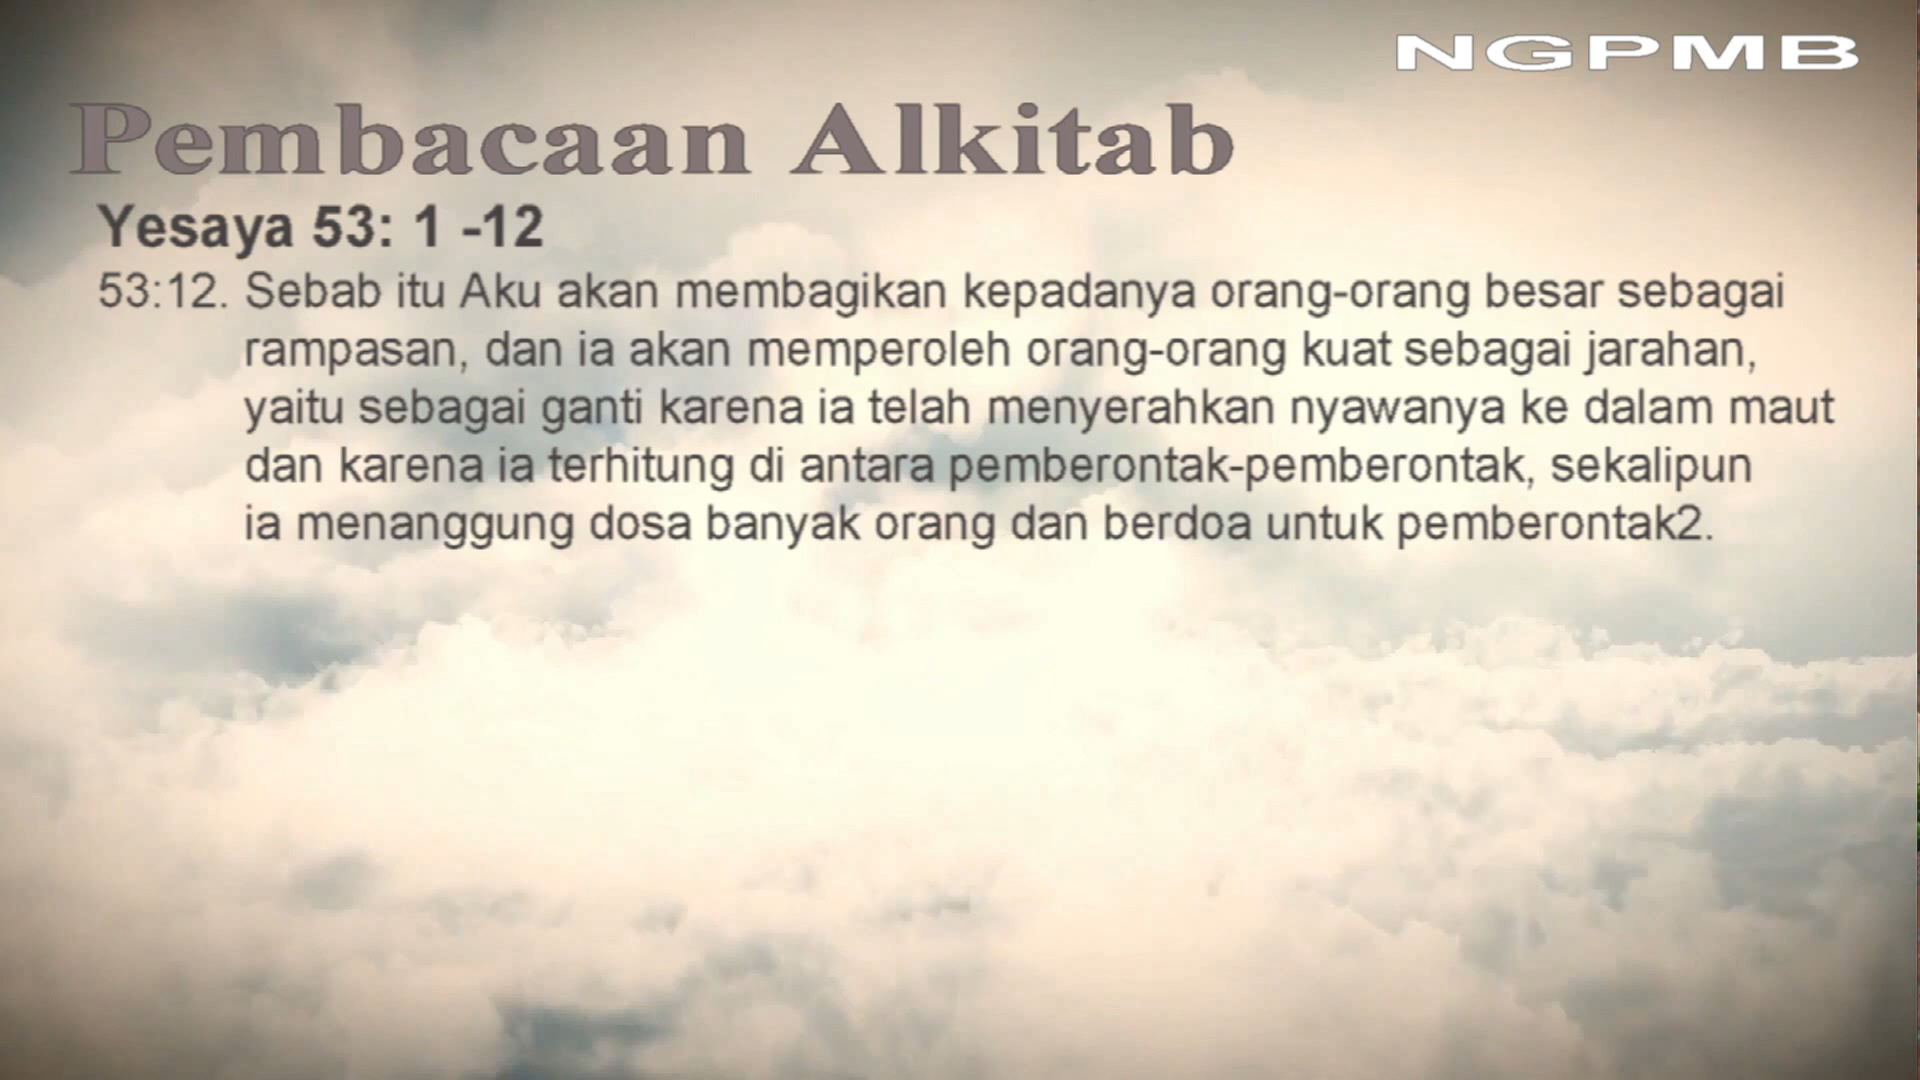 NGPMB
Pembacaan Alkitab
Yesaya 53: 1 -12
53:12. Sebab itu Aku akan membagikan kepadanya orang-orang besar sebagai
rampasan, dan ia akan memperoleh orang-orang kuat sebagai jarahan,
yaitu sebagai ganti karena ia telah menyerahkan nyawanya ke dalam maut
dan karena ia terhitung di antara pemberontak-pemberontak, sekalipun
ia menanggung dosa banyak orang dan berdoa untuk pemberontak2.